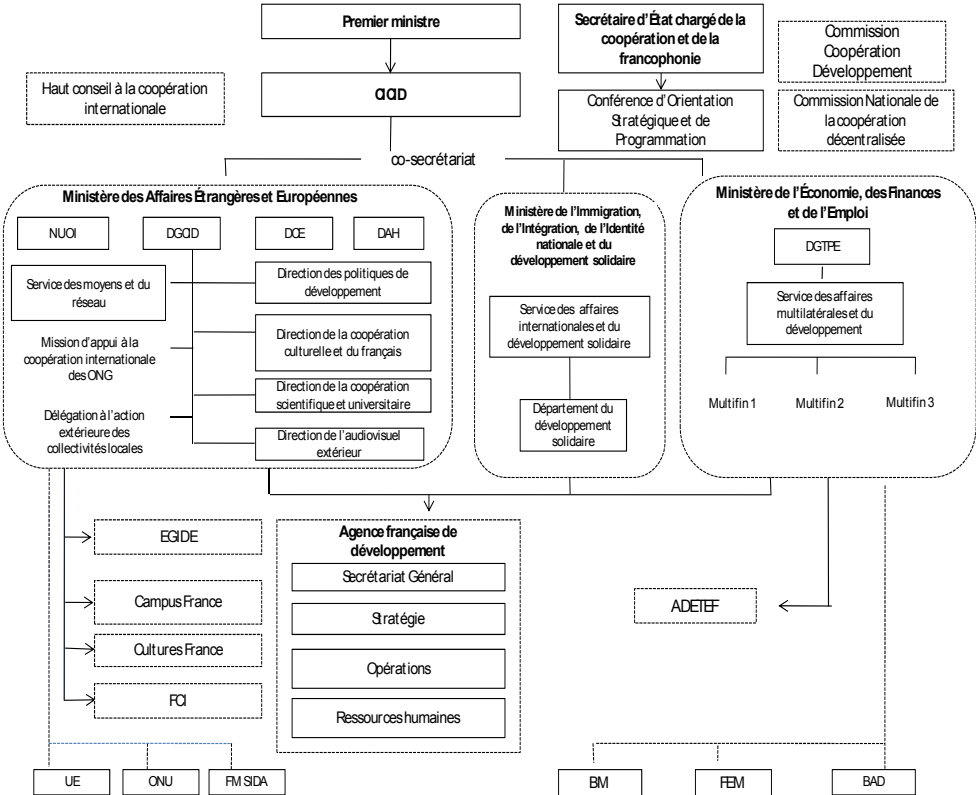 Premier ministre
Secrétaire d'État chargé de la
coopération et de la
francophonie
Commission
Coopération
Développement
Haut conseil à la coopération
internationale
CICID
Conférence d'Orientation
Stratégique et de
Programmation
Commission Nationale de
la coopération
décentralisée
co-secrétariat
Ministère des Affaires Étrangères et Européennes
NUOI
DGCID
DCE
DAH
Service des moyens et du
réseau
Direction des politiques de
développement
Mission d'appui à la
coopération internationale
des ONG
Direction de la coopération
culturelle et du français
Direction de la coopération
scientifique et universitaire
Délégation à l'action
extérieure des
collectivités locales
Direction de l'audiovisuel
extérieur
Ministère de l'Immigration,
de l'Intégration, de l'Identité
nationale et du
développement solidaire
Service des affaires
internationales et du
développement solidaire
Département du
développement
solidaire
Ministère de l'Économie, des Finances
et de l'Emploi
DGTPE
Service des affaires
multilatérales et du
développement
Multifin 1
Multifin 2
Multifin 3
EGIDE
Campus France
Cultures France
FCI
Agence française de
développement
Secrétariat Général
Stratégie
Opérations
Ressources humaines
ADETEF
UE
ONU
FM SIDA
BM
FEM
BAD